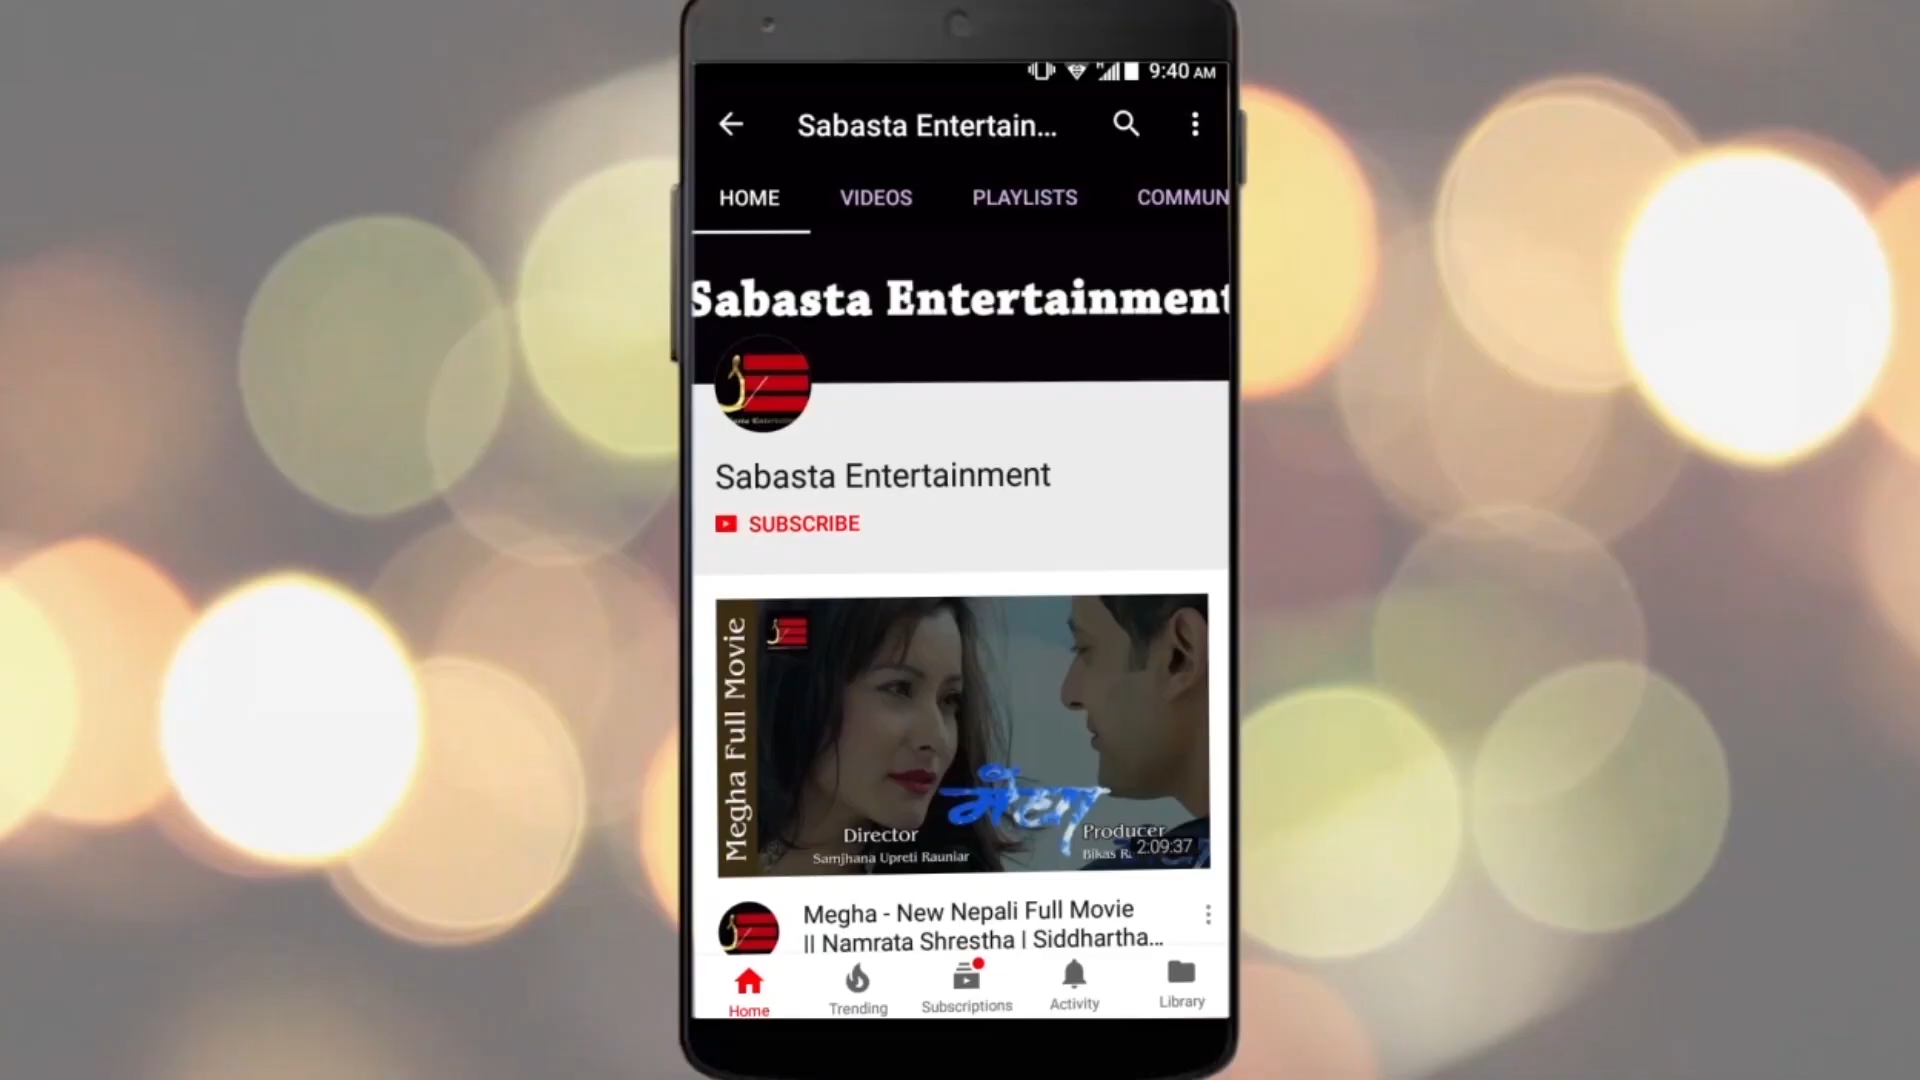 9:40 AM
Sabasta Entertain...
HOME VIDEOS PLAYLISTS COMMUN
Sabasta Entertainment
Sabasta Entertainment
SUBSCRIBE
Megha Full Movie
मेघा
Director
Samjhana Upreti Rauniar
Producer
Bikas R
2:09:37
Megha - New Nepali Full Movie
|| Namrata Shrestha | Siddhartha...
Home Trending Subscriptions Activity Library